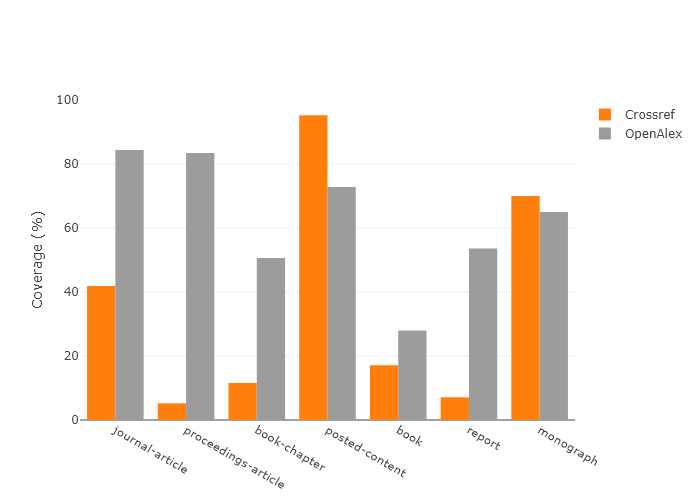 Crossref
OpenAlex
Coverage (%)
100
80
60
40
20
0
journal-article
proceedings-article
book-chapter
posted-content
book
report
monograph